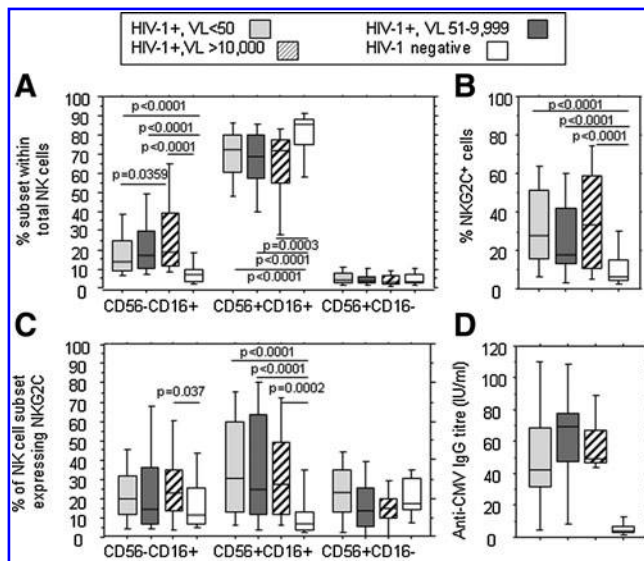 HIV-1+, VL<50
HIV-1+, VL 51-9,999
HIV-1+,VL >10,000
HIV-1 negative
A
% subset within
total NK cells
100
90
80
70
60
50
40
30
20
10
0
p<0.0001
p<0.0001
p<0.0001
p=0.0359
p=0.0003
p<0.0001
p<0.0001
CD56-CD16+
CD56+CD16+
CD56+CD16-
B
% NKG2C+ cells
100
80
60
40
20
0
p<0.0001
p<0.0001
p<0.0001
C
% of NK cell subset
expressing NKG2C
100
90
80
70
60
50
40
30
20
10
0
p=0.037
p<0.0001
p<0.0001
p=0.0002
CD56-CD16+
CD56+CD16+
CD56+CD16-
D
Anti-CMV IgG titre (IU/ml)
120
100
80
60
40
20
0